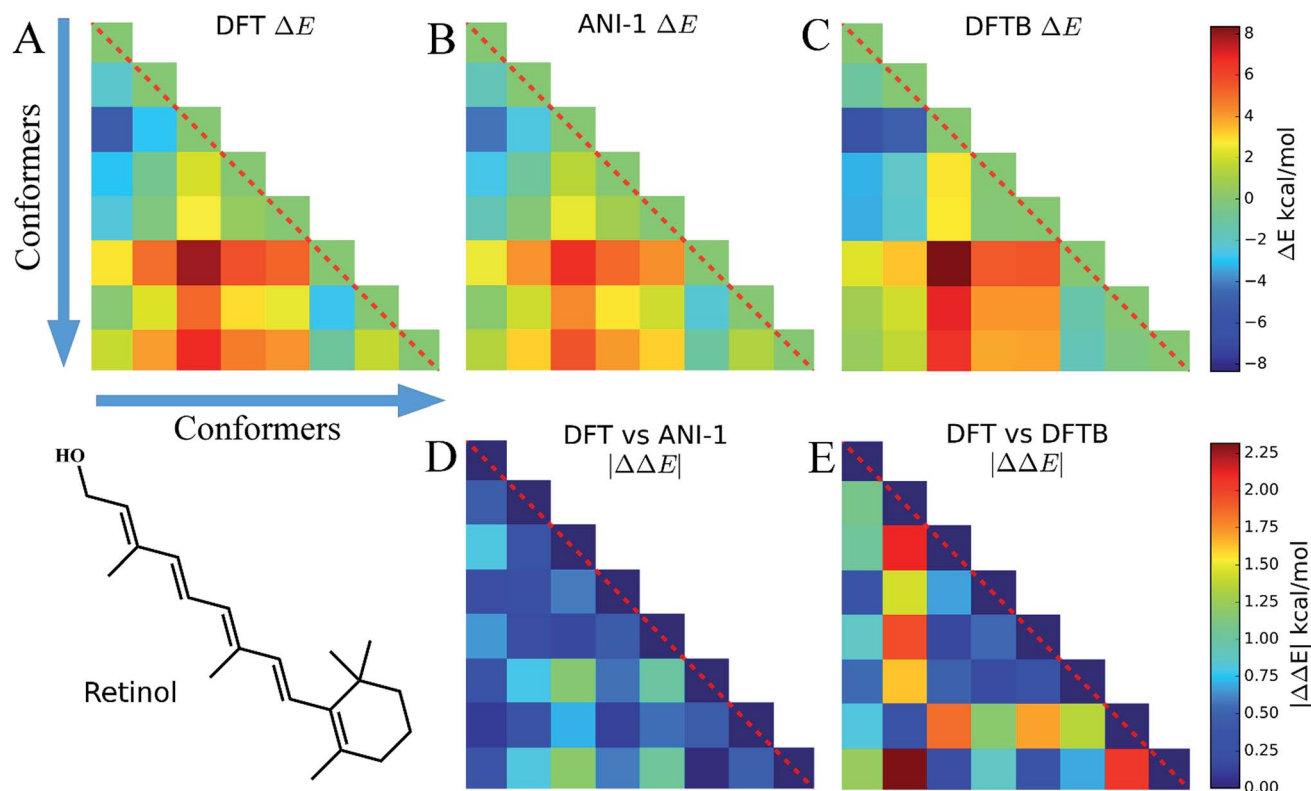 A
DFT ΔE
B
ANI-1 ΔE
C
DFTB ΔE
Conformers
Conformers
8
6
4
2
0
−2
−4
−6
−8
ΔE kcal/mol
D
DFT vs ANI-1
|ΔΔE|
E
DFT vs DFTB
|ΔΔE|
2.25
2.00
1.75
1.50
1.25
1.00
0.75
0.50
0.25
0.00
|ΔΔE| kcal/mol
HO
Retinol